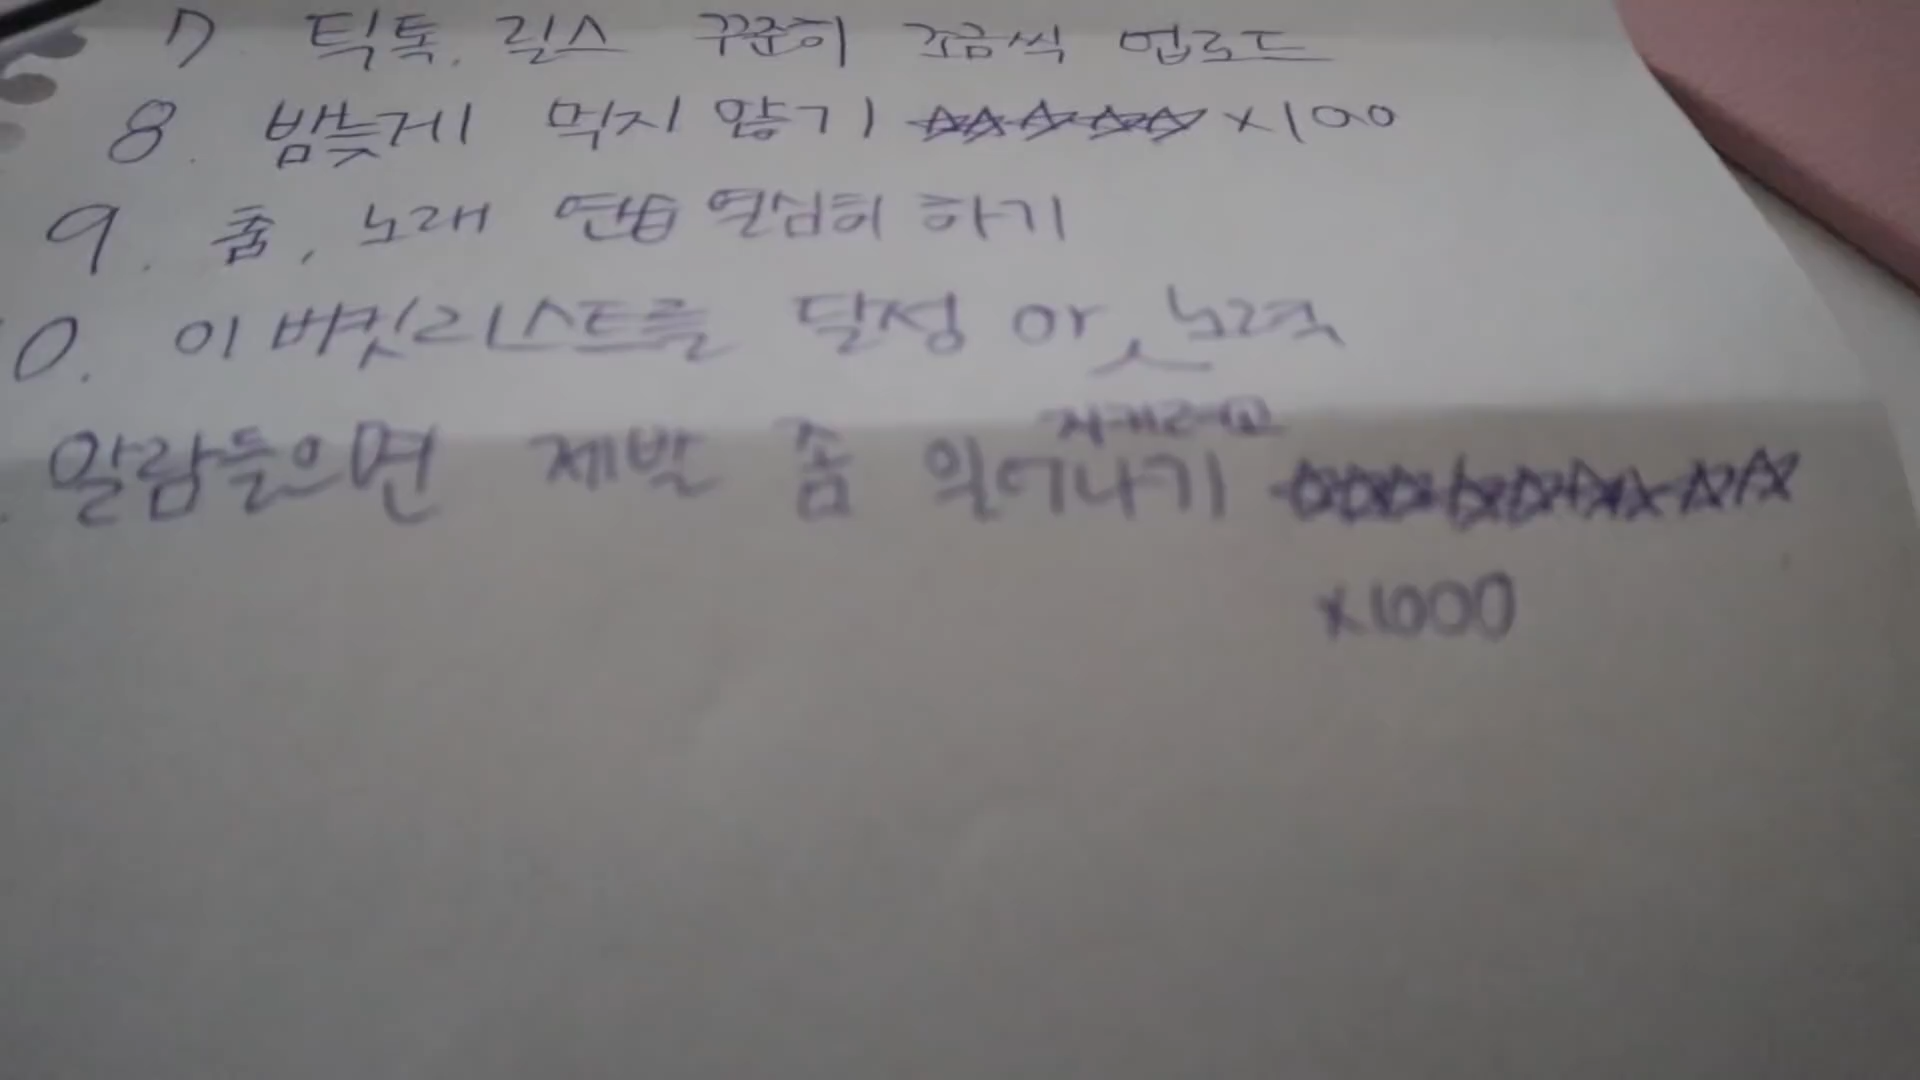 7 틱톡, 릴스 꾸준히 조금씩 업로드
8. 밤늦게 먹지 않기 ☆☆☆☆☆ ×100
9. 춤, 노래 연습 열심히 하기
0. 이 버킷리스트를 달성 or 노력
알람들으면 제발 좀 일어나기
×1000